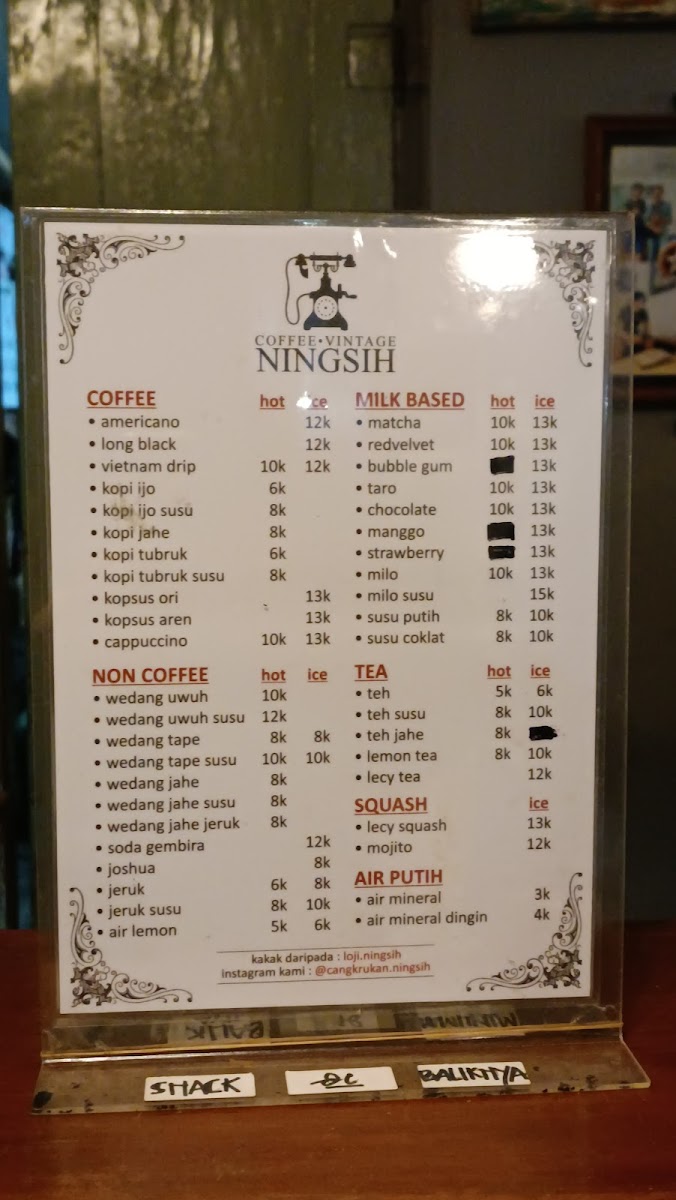 COFFEE • VINTAGE
NINGSIH
COFFEE hot ice
• americano 12k
• long black 12k
• vietnam drip 10k 12k
• kopi ijo 6k
• kopi ijo susu 8k
• kopi jahe 8k
• kopi tubruk 6k
• kopi tubruk susu 8k
• kopsus ori 13k
• kopsus aren 13k
• cappuccino 10k 13k
NON COFFEE hot ice
• wedang uwuh 10k
• wedang uwuh susu 12k
• wedang tape 8k 8k
• wedang tape susu 10k 10k
• wedang jahe 8k
• wedang jahe susu 8k
• wedang jahe jeruk 8k
• soda gembira 12k
• joshua 8k
• jeruk 6k 8k
• jeruk susu 8k 10k
• air lemon 5k 6k
MILK BASED hot ice
• matcha 10k 13k
• redvelvet 10k 13k
• bubble gum 13k
• taro 10k 13k
• chocolate 10k 13k
• manggo 13k
• strawberry 13k
• milo 10k 13k
• milo susu 15k
• susu putih 8k 10k
• susu coklat 8k 10k
TEA hot ice
• teh 5k 6k
• teh susu 8k 10k
• teh jahe 8k
• lemon tea 8k 10k
• lecy tea 12k
SQUASH ice
• lecy squash 13k
• mojito 12k
AIR PUTIH
• air mineral 3k
• air mineral dingin 4k
kakak daripada : loji.ningsih
instagram kami : @cangkrukan.ningsih
SNACK BALIKNYA